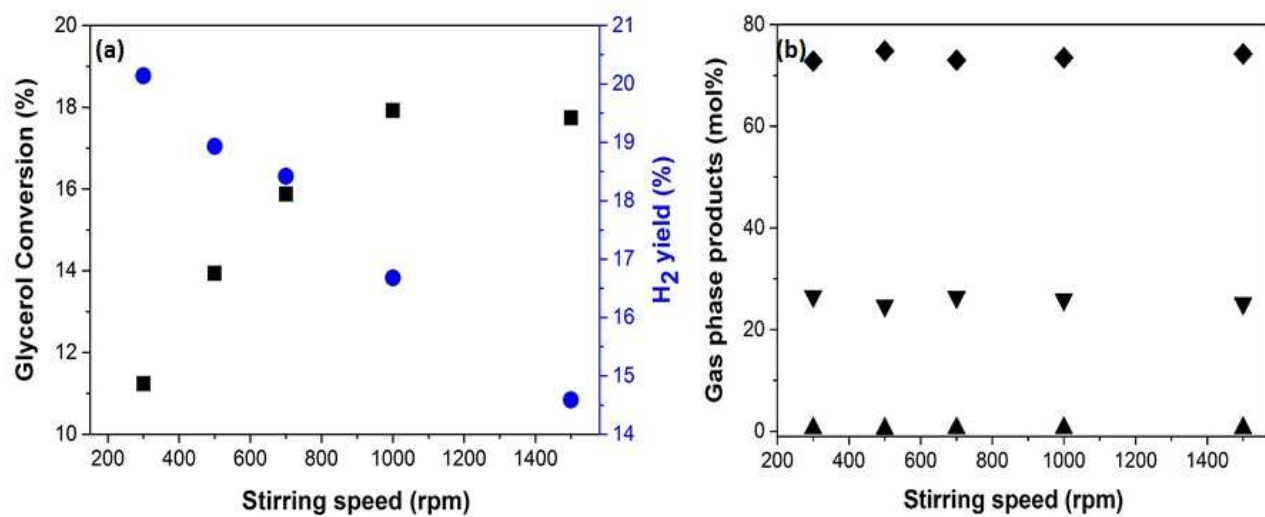 (a)
Glycerol Conversion (%)
20
18
16
14
12
10
200 400 600 800 1000 1200 1400
Stirring speed (rpm)
21
20
19
18
17
16
15
14
H2 yield (%)
(b)
Gas phase products (mol%)
80
60
40
20
0
200 400 600 800 1000 1200 1400
Stirring speed (rpm)